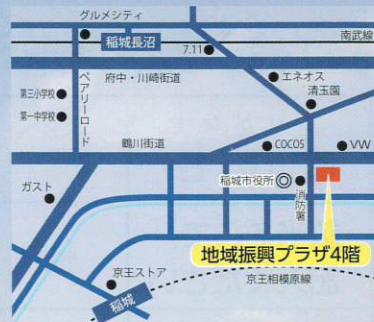 グルメシティ
稲城長沼
南武線
7.11
ペアリーロード
府中・川崎街道
エネオス
清玉園
第三小学校
第一中学校
鶴川街道
COCOS
VW
稲城市役所
消防署
ガスト
地域振興プラザ4階
京王ストア
京王相模原線
稲城